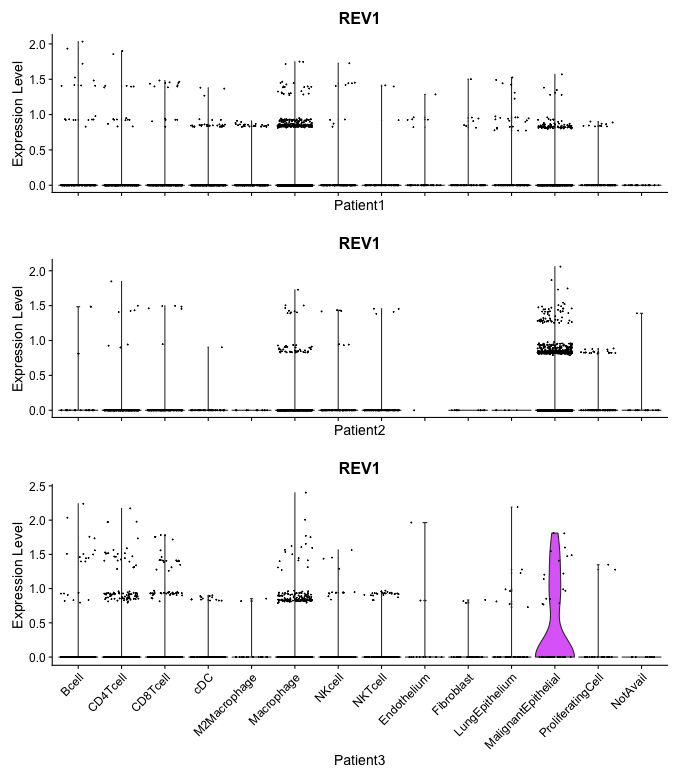 REV1
Expression Level
2.0
1.5
1.0
0.5
0.0
Patient1
REV1
Expression Level
2.0
1.5
1.0
0.5
0.0
Patient2
REV1
Expression Level
2.5
2.0
1.5
1.0
0.5
0.0
Bcell
CD4Tcell
CD8Tcell
cDC
M2Macrophage
Macrophage
NKcell
NKTcell
Endothelium
Fibroblast
LungEpithelium
MalignantEpithelial
ProliferatingCell
NotAvail
Patient3